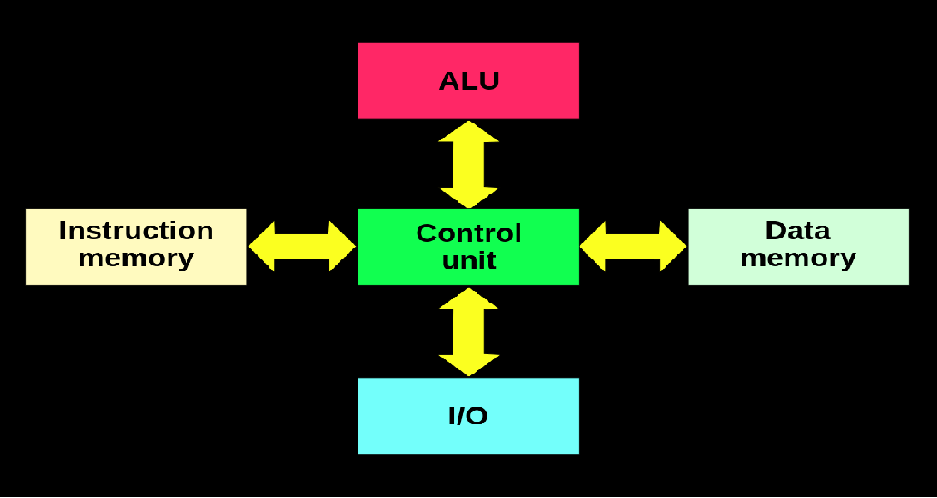 ALU
Instruction
memory
Control
unit
Data
memory
I/O